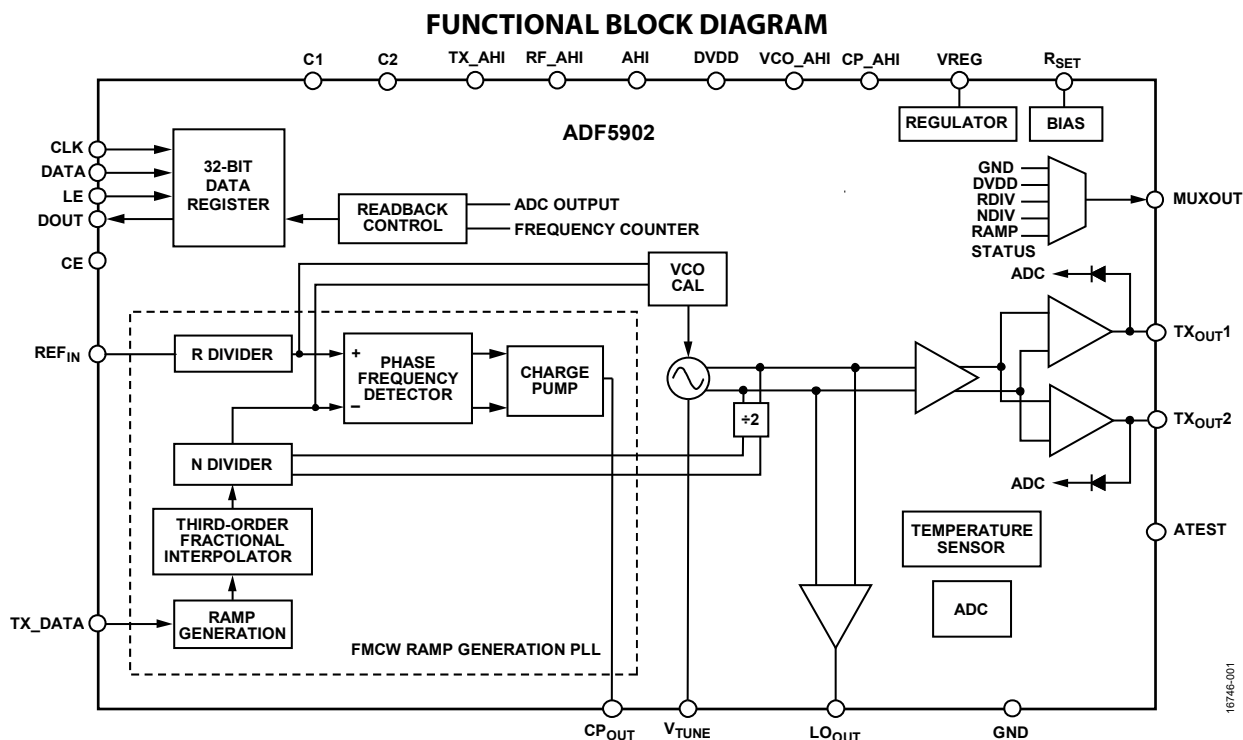 FUNCTIONAL BLOCK DIAGRAM
C1
C2
TX_AHI
RF_AHI
AHI
DVDD
VCO_AHI
CP_AHI
VREG
RSET
REGULATOR
BIAS
ADF5902
CLK
DATA
LE
DOUT
CE
32-BIT
DATA
REGISTER
READBACK
CONTROL
ADC OUTPUT
FREQUENCY COUNTER
GND
DVDD
RDIV
NDIV
RAMP
STATUS
MUXOUT
VCO
CAL
ADC
REFIN
R DIVIDER
+
–
PHASE
FREQUENCY
DETECTOR
CHARGE
PUMP
÷2
TXOUT1
TXOUT2
N DIVIDER
ADC
THIRD-ORDER
FRACTIONAL
INTERPOLATOR
TEMPERATURE
SENSOR
ATEST
TX_DATA
RAMP
GENERATION
ADC
FMCW RAMP GENERATION PLL
CPOUT
VTUNE
LOOUT
GND
16746-001